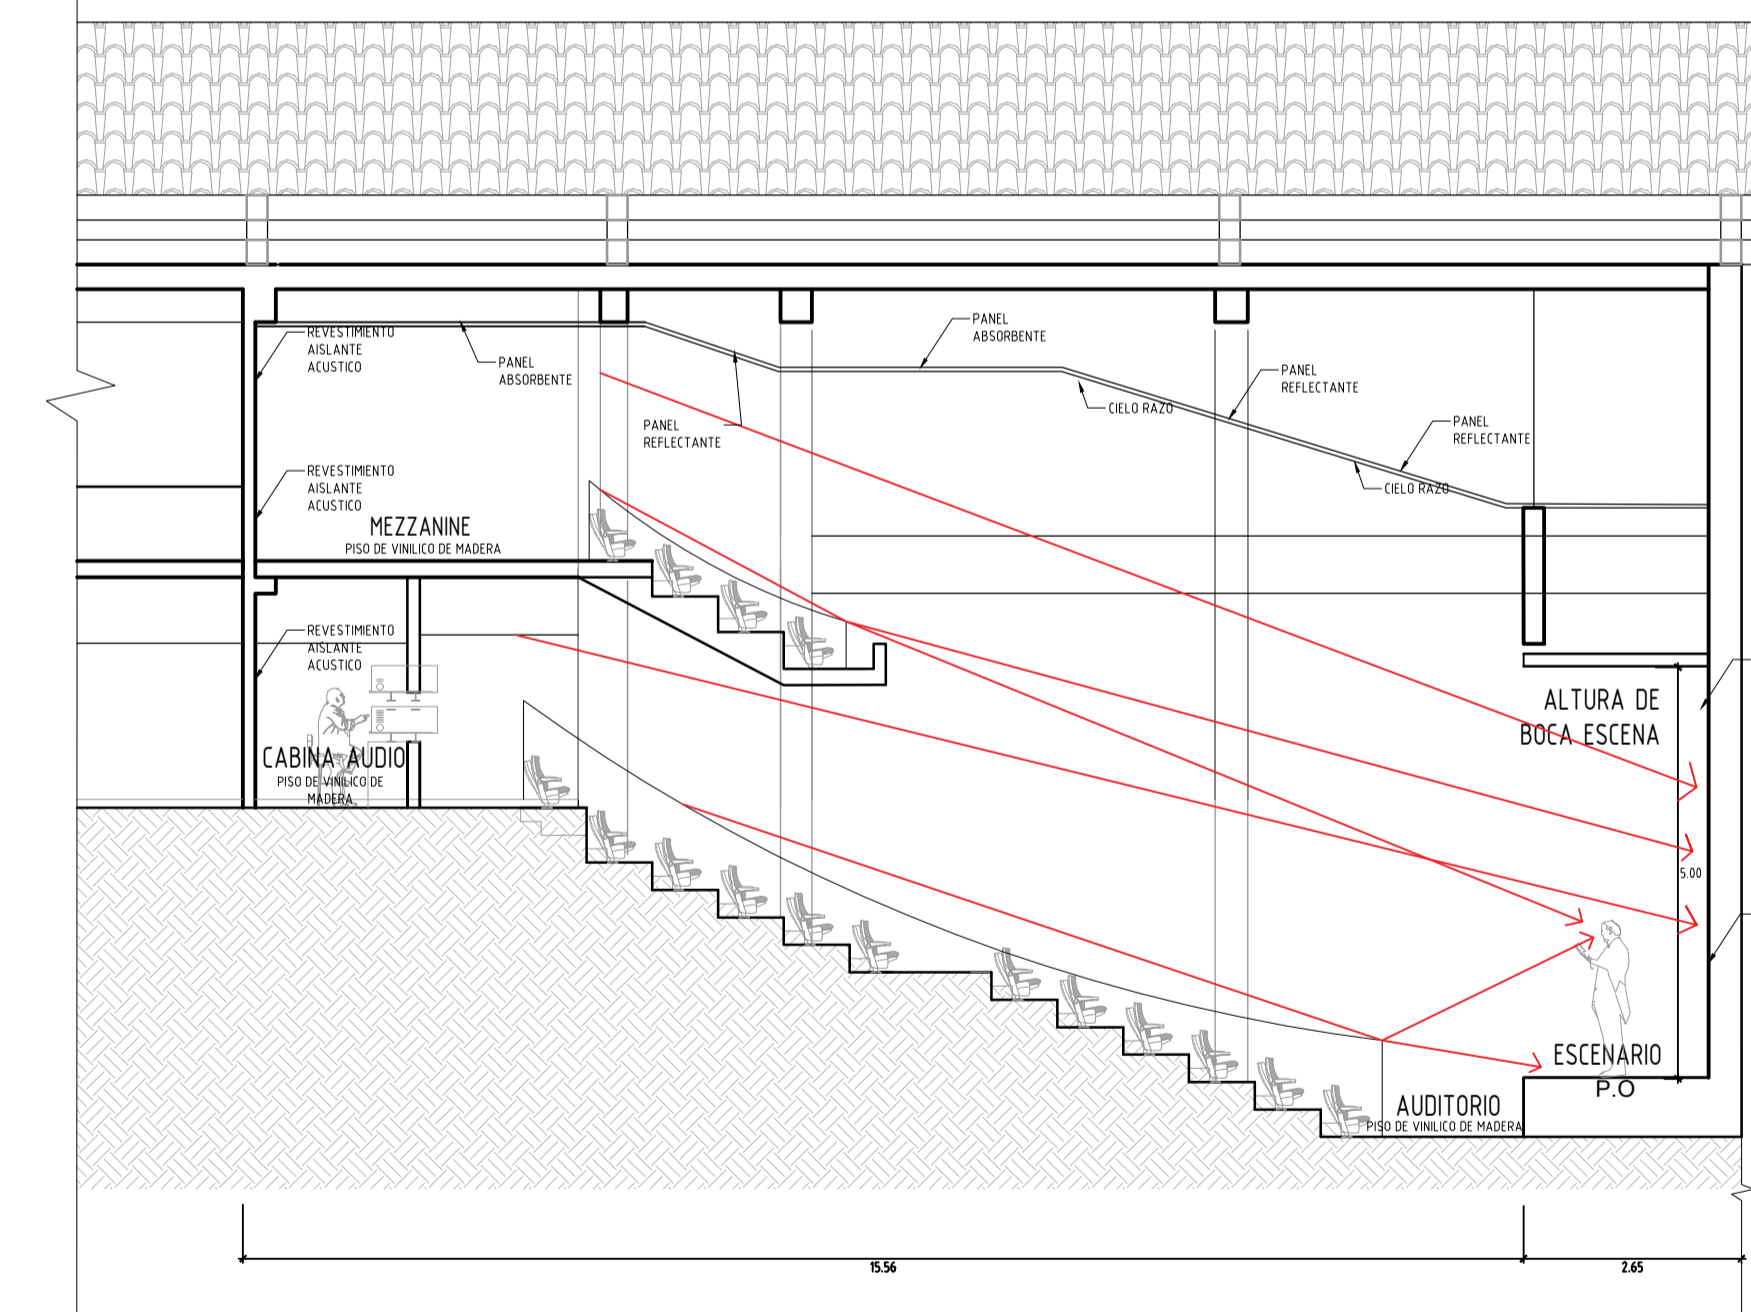 REVESTIMIENTO
AISLANTE
ACUSTICO
PANEL
ABSORBENTE
PANEL
REFLECTANTE
PANEL
ABSORBENTE
CIELO RAZO
PANEL
REFLECTANTE
PANEL
REFLECTANTE
CIELO RAZO
REVESTIMIENTO
AISLANTE
ACUSTICO
MEZZANINE
PISO DE VINILICO DE MADERA
REVESTIMIENTO
AISLANTE
ACUSTICO
CABINA AUDIO
PISO DE VINILICO DE
MADERA
ALTURA DE
BOCA ESCENA
5.00
ESCENARIO
P.O
AUDITORIO
PISO DE VINILICO DE MADERA
15.56
2.65